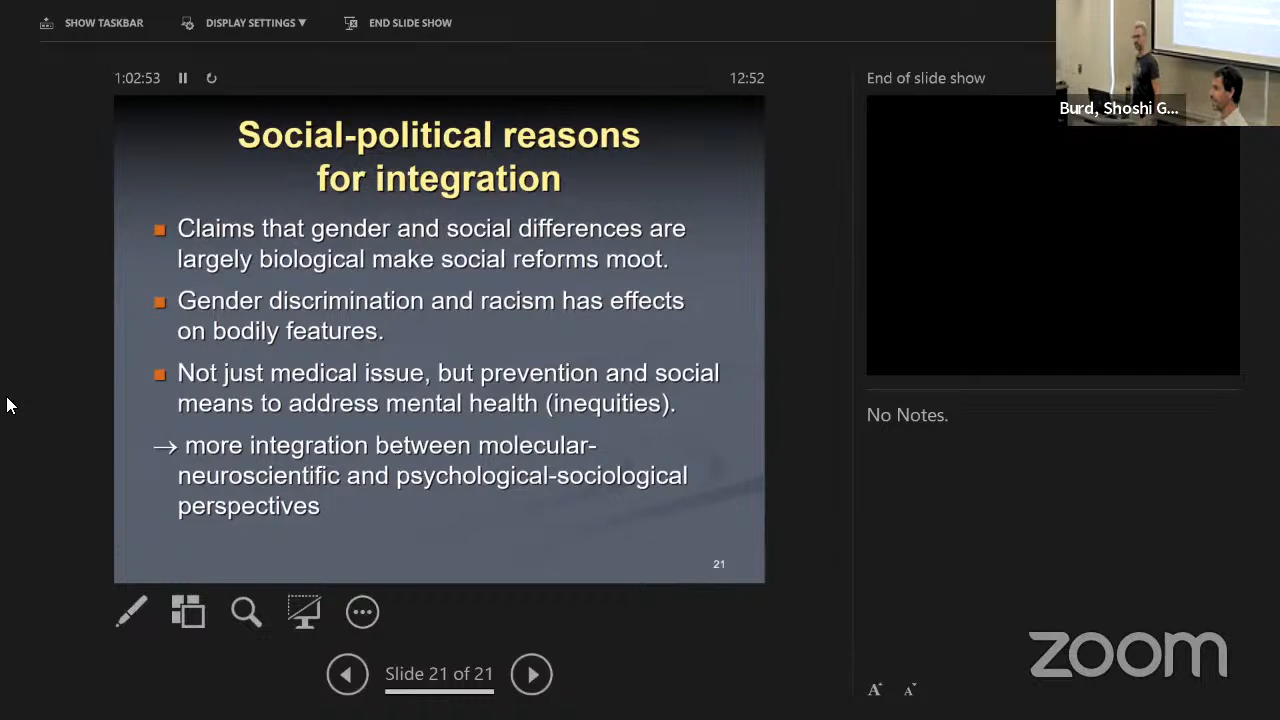 SHOW TASKBAR
DISPLAY SETTINGS ▼
END SLIDE SHOW
1:02:53
12:52
End of slide show
Burd, Shoshi G...
Social-political reasons
for integration
Claims that gender and social differences are
largely biological make social reforms moot.
Gender discrimination and racism has effects
on bodily features.
Not just medical issue, but prevention and social
means to address mental health (inequities).
→ more integration between molecular-
neuroscientific and psychological-sociological
perspectives
21
No Notes.
Slide 21 of 21
A A
zoom